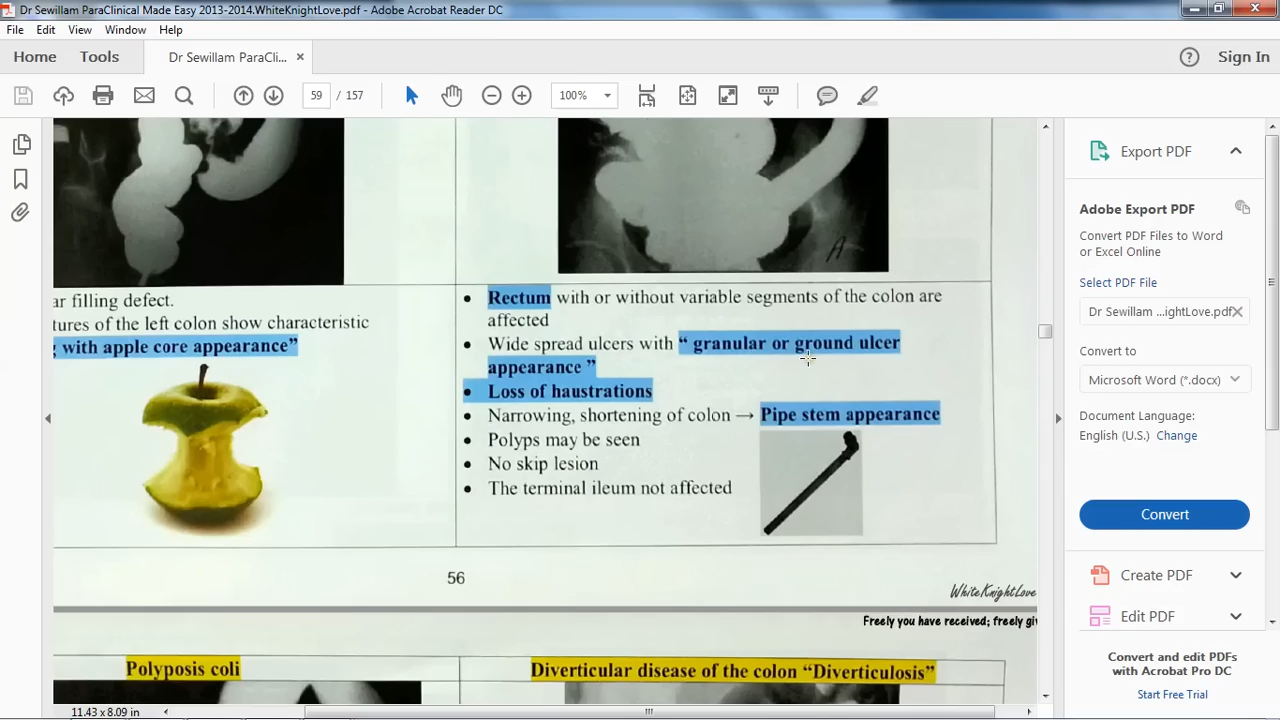 Dr Sewillam ParaClinical Made Easy 2013-2014.WhiteKnightLove.pdf - Adobe Acrobat Reader DC
File Edit View Window Help
Home Tools Dr Sewillam ParaCli... × ? Sign In
59 / 157 100%
ar filling defect.
tures of the left colon show characteristic
g with apple core appearance”
A
• Rectum with or without variable segments of the colon are
affected
• Wide spread ulcers with “ granular or ground ulcer
appearance ”
• Loss of haustrations
• Narrowing, shortening of colon → Pipe stem appearance
• Polyps may be seen
• No skip lesion
• The terminal ileum not affected
56
WhiteKnightLove
Freely you have received; freely gi
Polyposis coli
Diverticular disease of the colon “Diverticulosis”
11.43 x 8.09 in
Export PDF
Adobe Export PDF
Convert PDF Files to Word
or Excel Online
Select PDF File
Dr Sewillam ...ightLove.pdf ×
Convert to
Microsoft Word (*.docx)
Document Language:
English (U.S.) Change
Convert
Create PDF
Edit PDF
Convert and edit PDFs
with Acrobat Pro DC
Start Free Trial